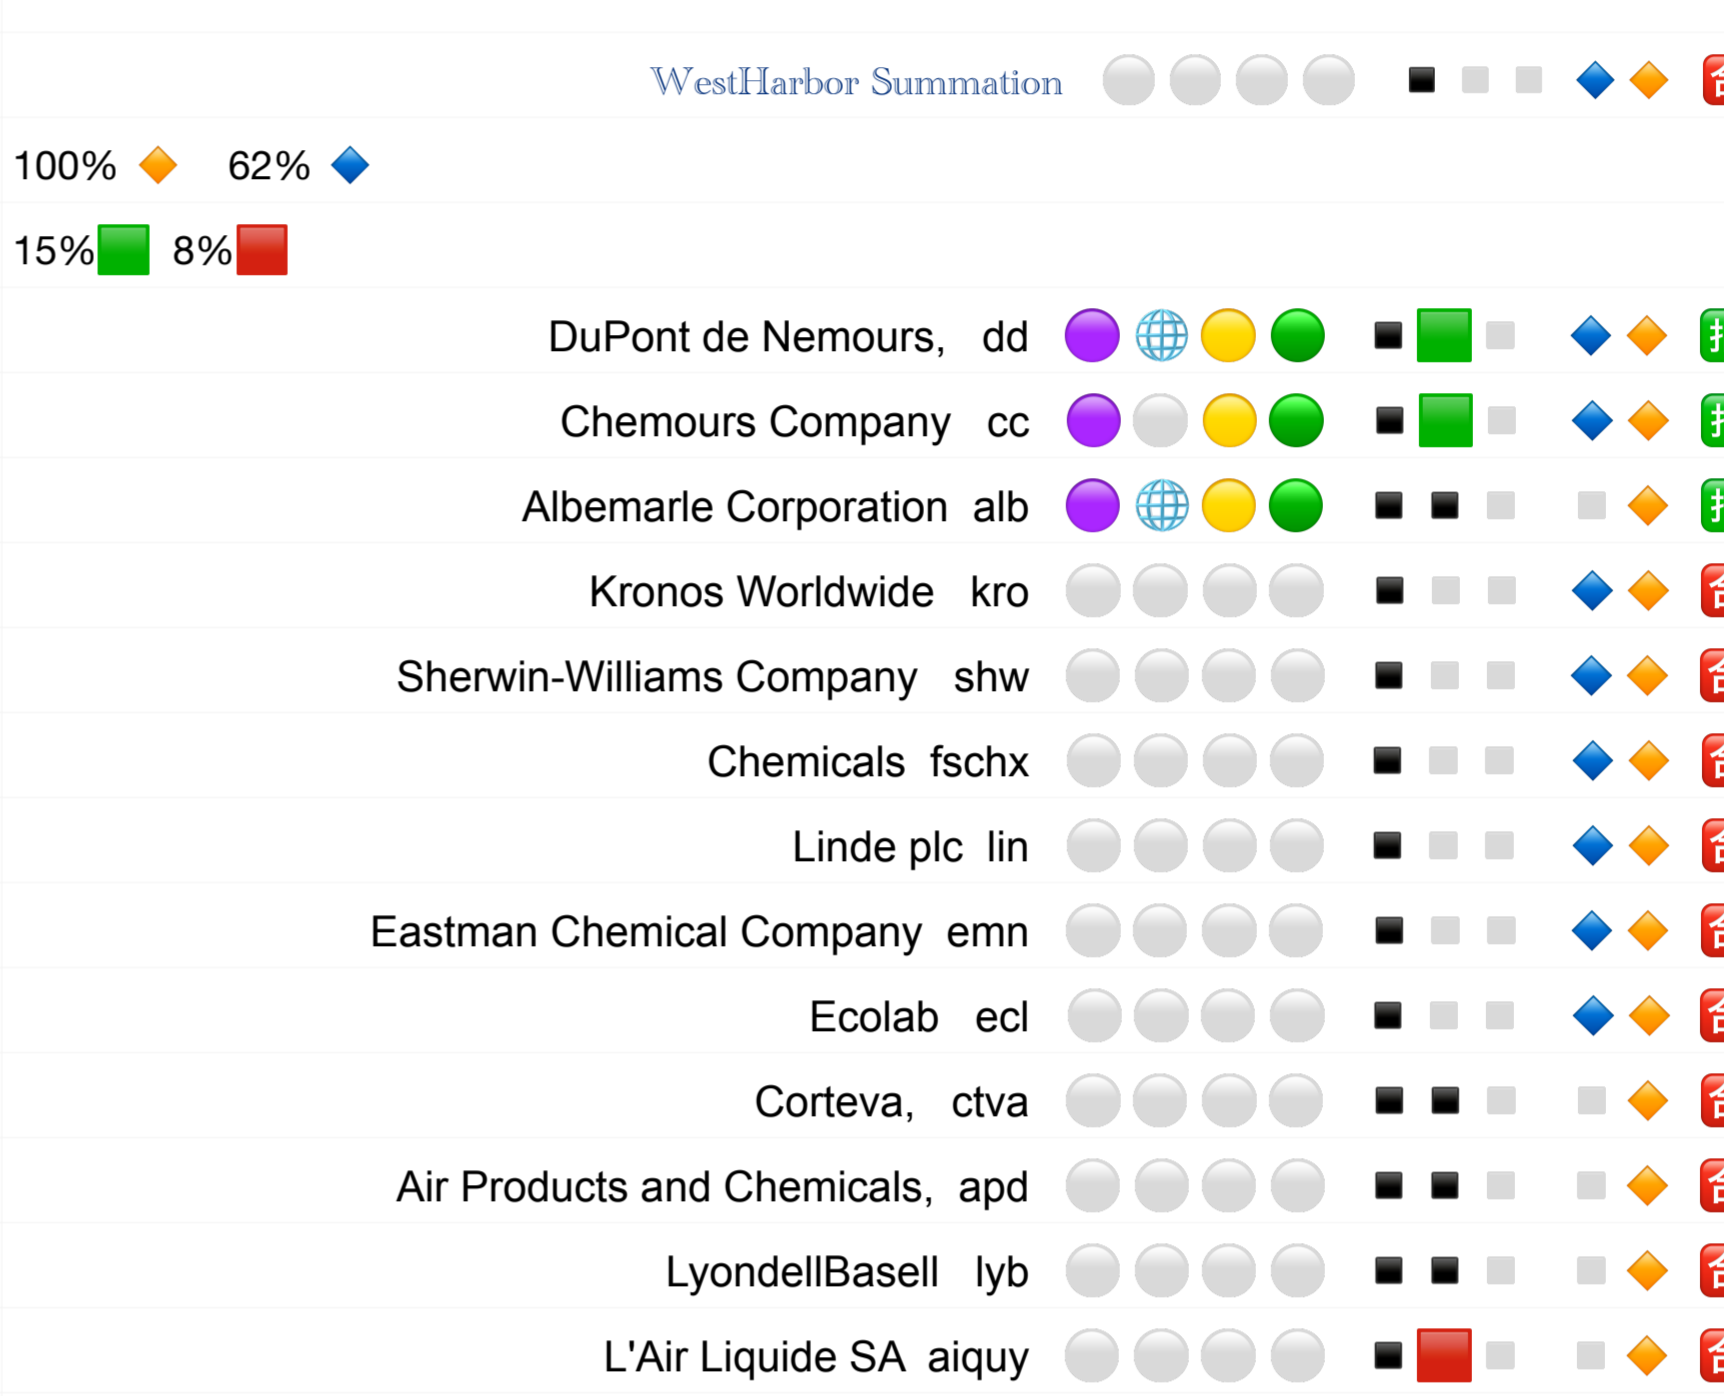 WestHarbor Summation
100% 62%
15% 8%
DuPont de Nemours, dd
Chemours Company cc
Albemarle Corporation alb
Kronos Worldwide kro
Sherwin-Williams Company shw
Chemicals fschx
Linde plc lin
Eastman Chemical Company emn
Ecolab ecl
Corteva, ctva
Air Products and Chemicals, apd
LyondellBasell lyb
L'Air Liquide SA aiquy